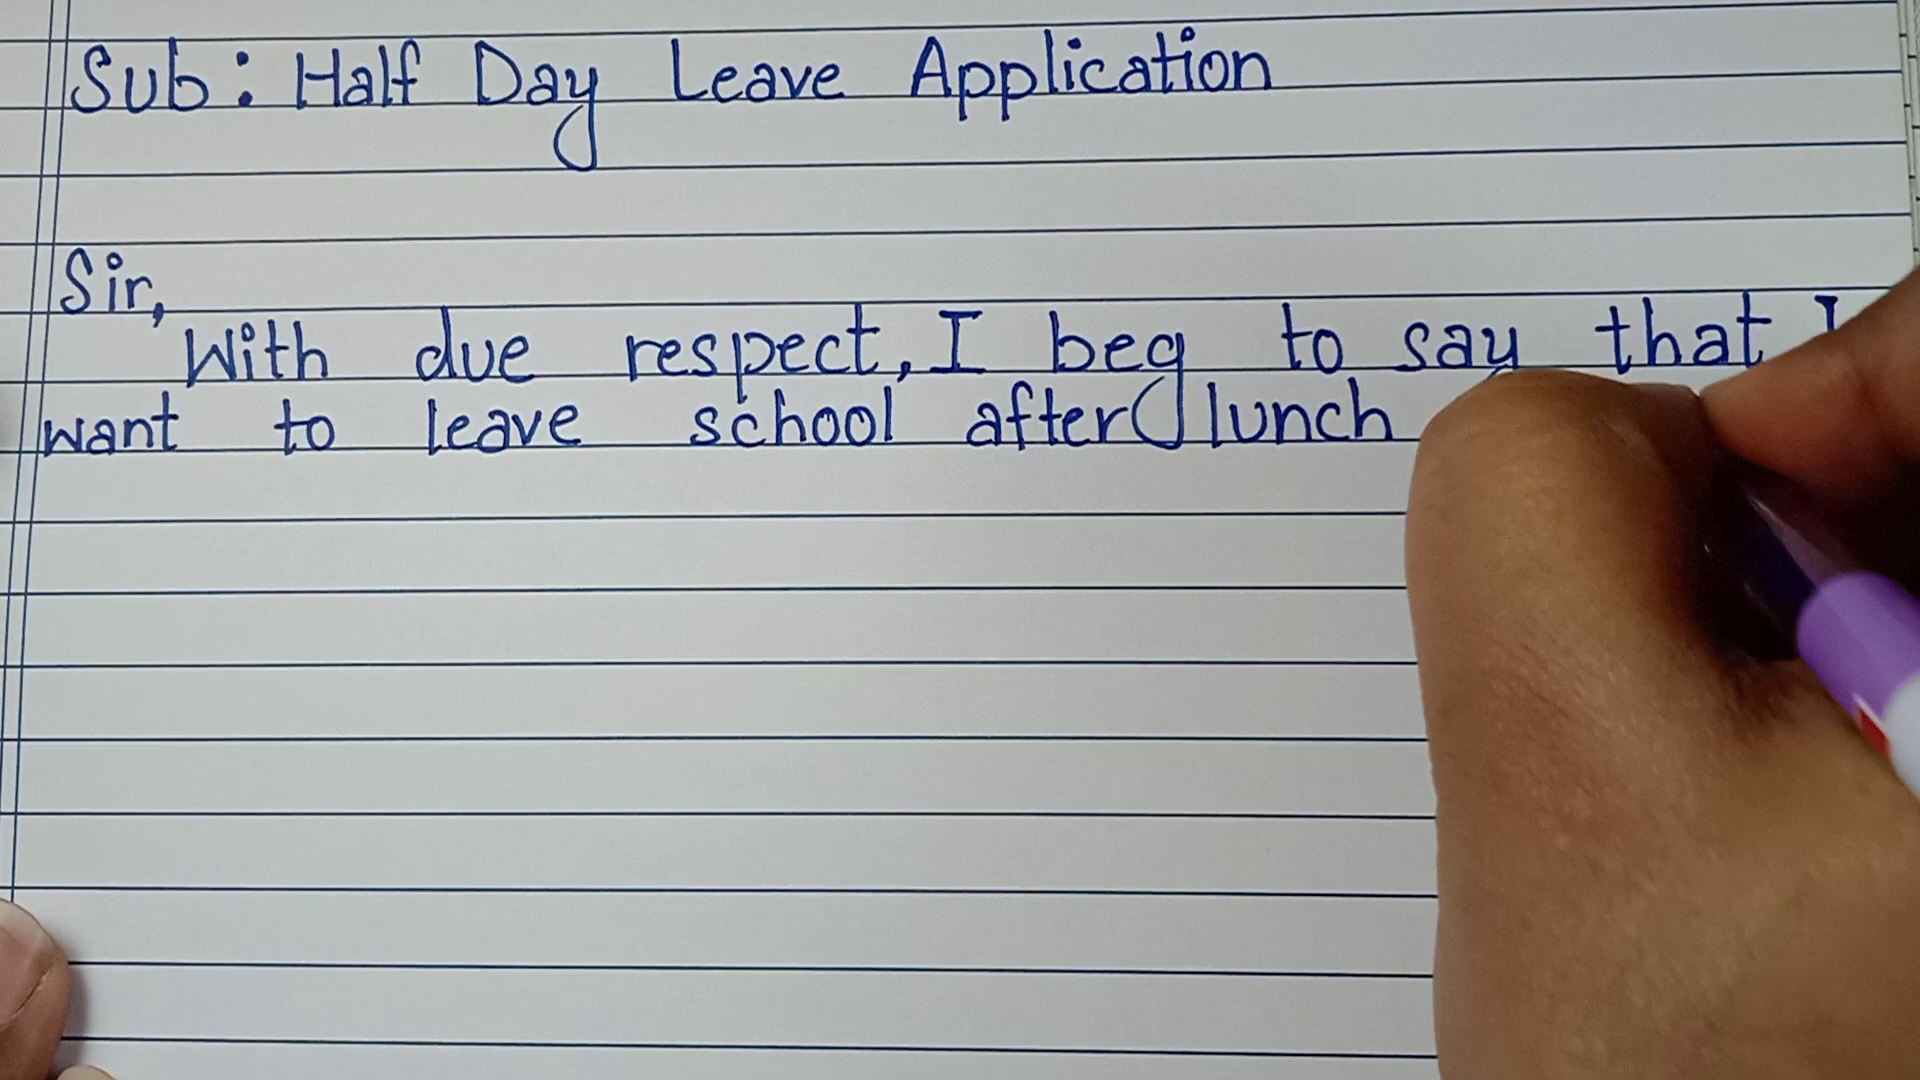 Sub: Half Day Leave Application
Sir,
With due respect, I beg to say that I
want to leave school after lunch